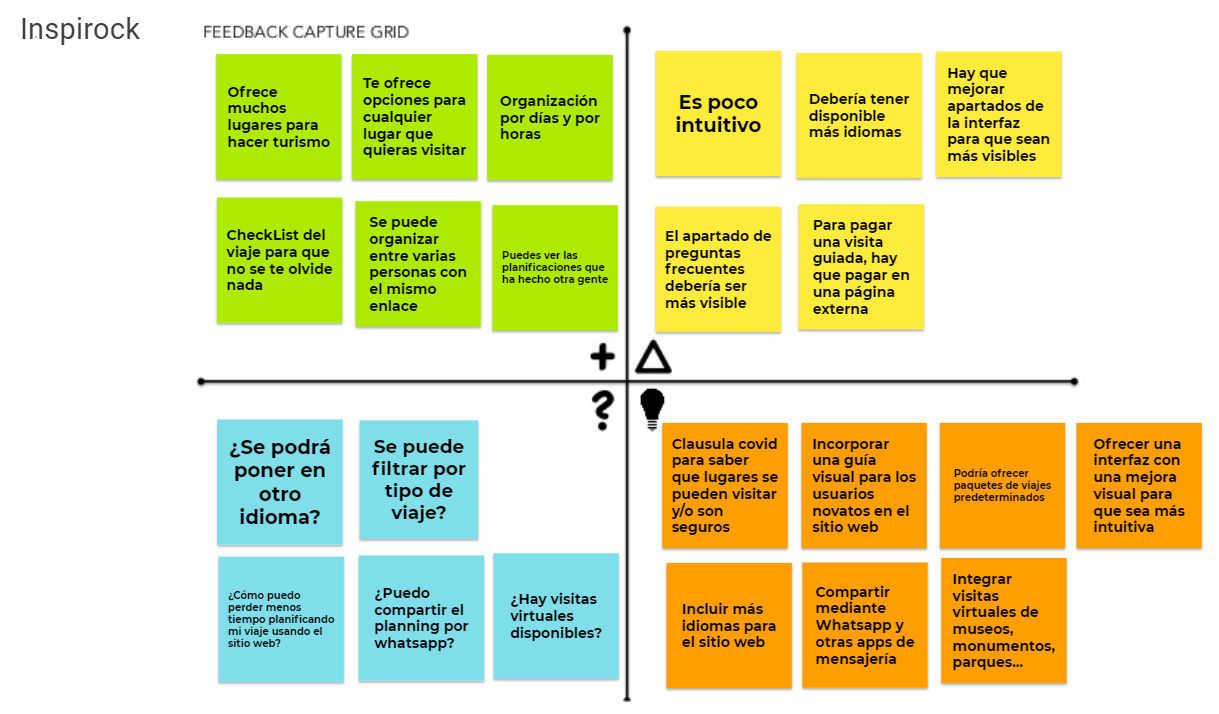 Inspirock
FEEDBACK CAPTURE GRID
Ofrece
muchos
lugares para
hacer turismo
Te ofrece
opciones para
cualquier
lugar que
quieras visitar
Organización
por días y por
horas
CheckList del
viaje para que
no se te olvide
nada
Se puede
organizar
entre varias
personas con
el mismo
enlace
Puedes ver las
planificaciones que
ha hecho otra gente
Es poco
intuitivo
Debería tener
disponible
más idiomas
Hay que
mejorar
apartados de
la interfaz
para que sean
más visibles
El apartado de
preguntas
frecuentes
debería ser
más visible
Para pagar
una visita
guiada, hay
que pagar en
una página
externa
+
?
¿Se podrá
poner en
otro
idioma?
Se puede
filtrar por
tipo de
viaje?
¿Cómo puedo
perder menos
tiempo planificando
mi viaje usando el
sitio web?
¿Puedo
compartir el
planning por
whatsapp?
¿Hay visitas
virtuales
disponibles?
Clausula covid
para saber
que lugares se
pueden visitar
y/o son
seguros
Incorporar
una guía
visual para los
usuarios
novatos en el
sitio web
Podría ofrecer
paquetes de viajes
predeterminados
Ofrecer una
interfaz con
una mejora
visual para
que sea más
intuitiva
Incluir más
idiomas para
el sitio web
Compartir
mediante
Whatsapp y
otras apps de
mensajería
Integrar
visitas
virtuales de
museos,
monumentos,
parques...